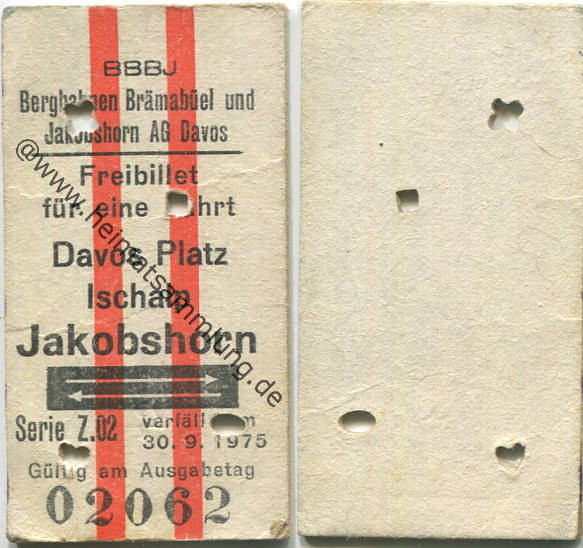 BBBJ
Bergbahnen Brämabüel und
Jakobshorn AG Davos
Freibillet
für eine Fahrt
Davos Platz
Ischalp
Jakobshorn
Serie Z.02 verfällt am
30. 9. 1975
Gültig am Ausgabetag
02062
@www.heimatsammlung.de